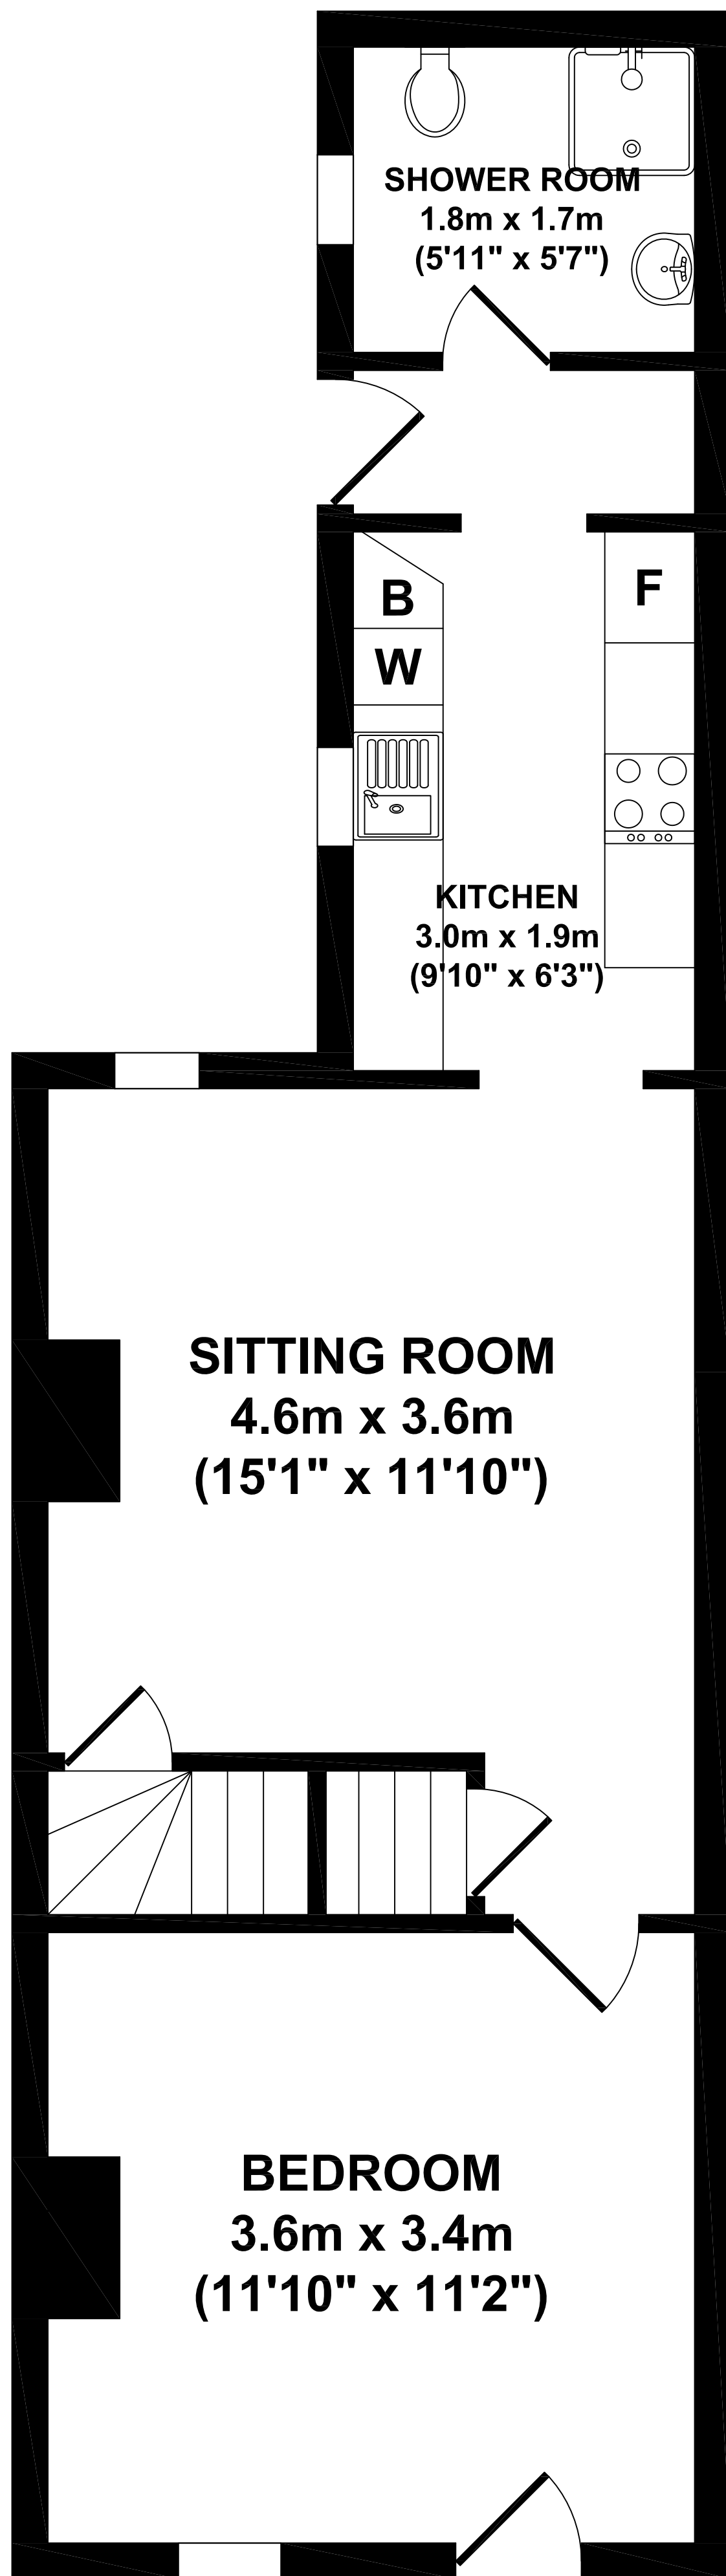 SHOWER ROOM
1.8m x 1.7m
(5'11" x 5'7")
B
F
W
KITCHEN
3.0m x 1.9m
(9'10" x 6'3")
SITTING ROOM
4.6m x 3.6m
(15'1" x 11'10")
BEDROOM
3.6m x 3.4m
(11'10" x 11'2")